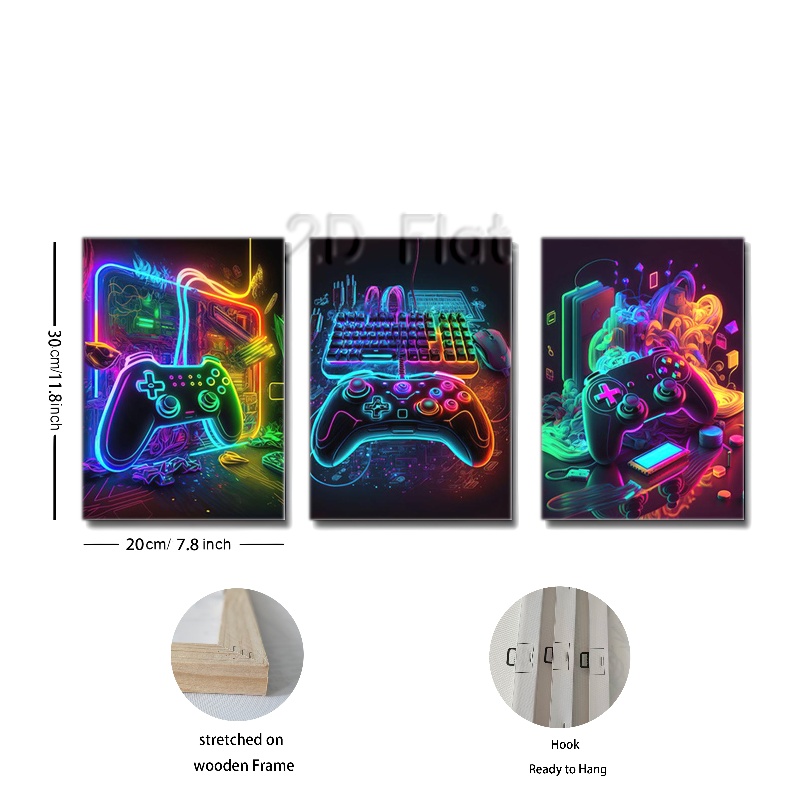 2D Flat
30cm/11.8inch
20cm/ 7.8 inch
stretched on
wooden Frame
Hook
Ready to Hang